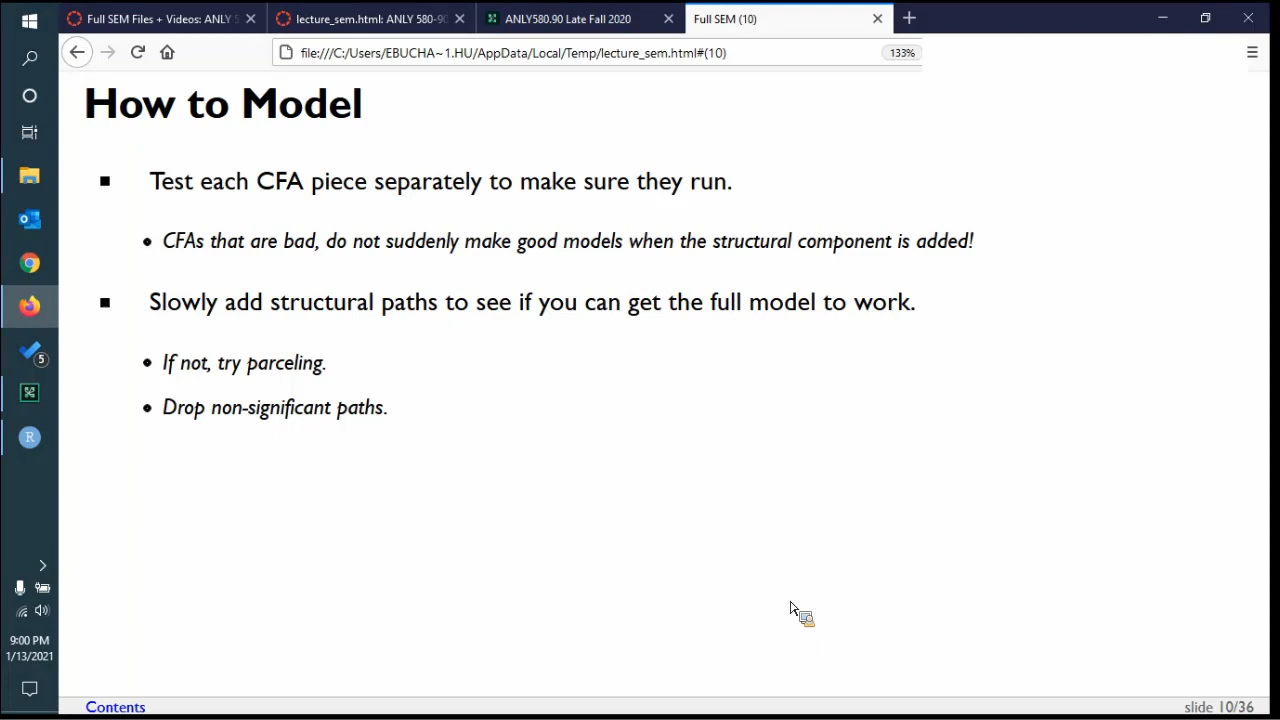 Full SEM Files + Videos: ANLY 5
lecture_sem.html: ANLY 580-90
ANLY580.90 Late Fall 2020
Full SEM (10)
file:///C:/Users/EBUCHA~1.HU/AppData/Local/Temp/lecture_sem.html#(10)
133%
How to Model
Test each CFA piece separately to make sure they run.
CFAs that are bad, do not suddenly make good models when the structural component is added!
Slowly add structural paths to see if you can get the full model to work.
If not, try parceling.
Drop non-significant paths.
5
R
9:00 PM
1/13/2021
Contents
slide 10/36